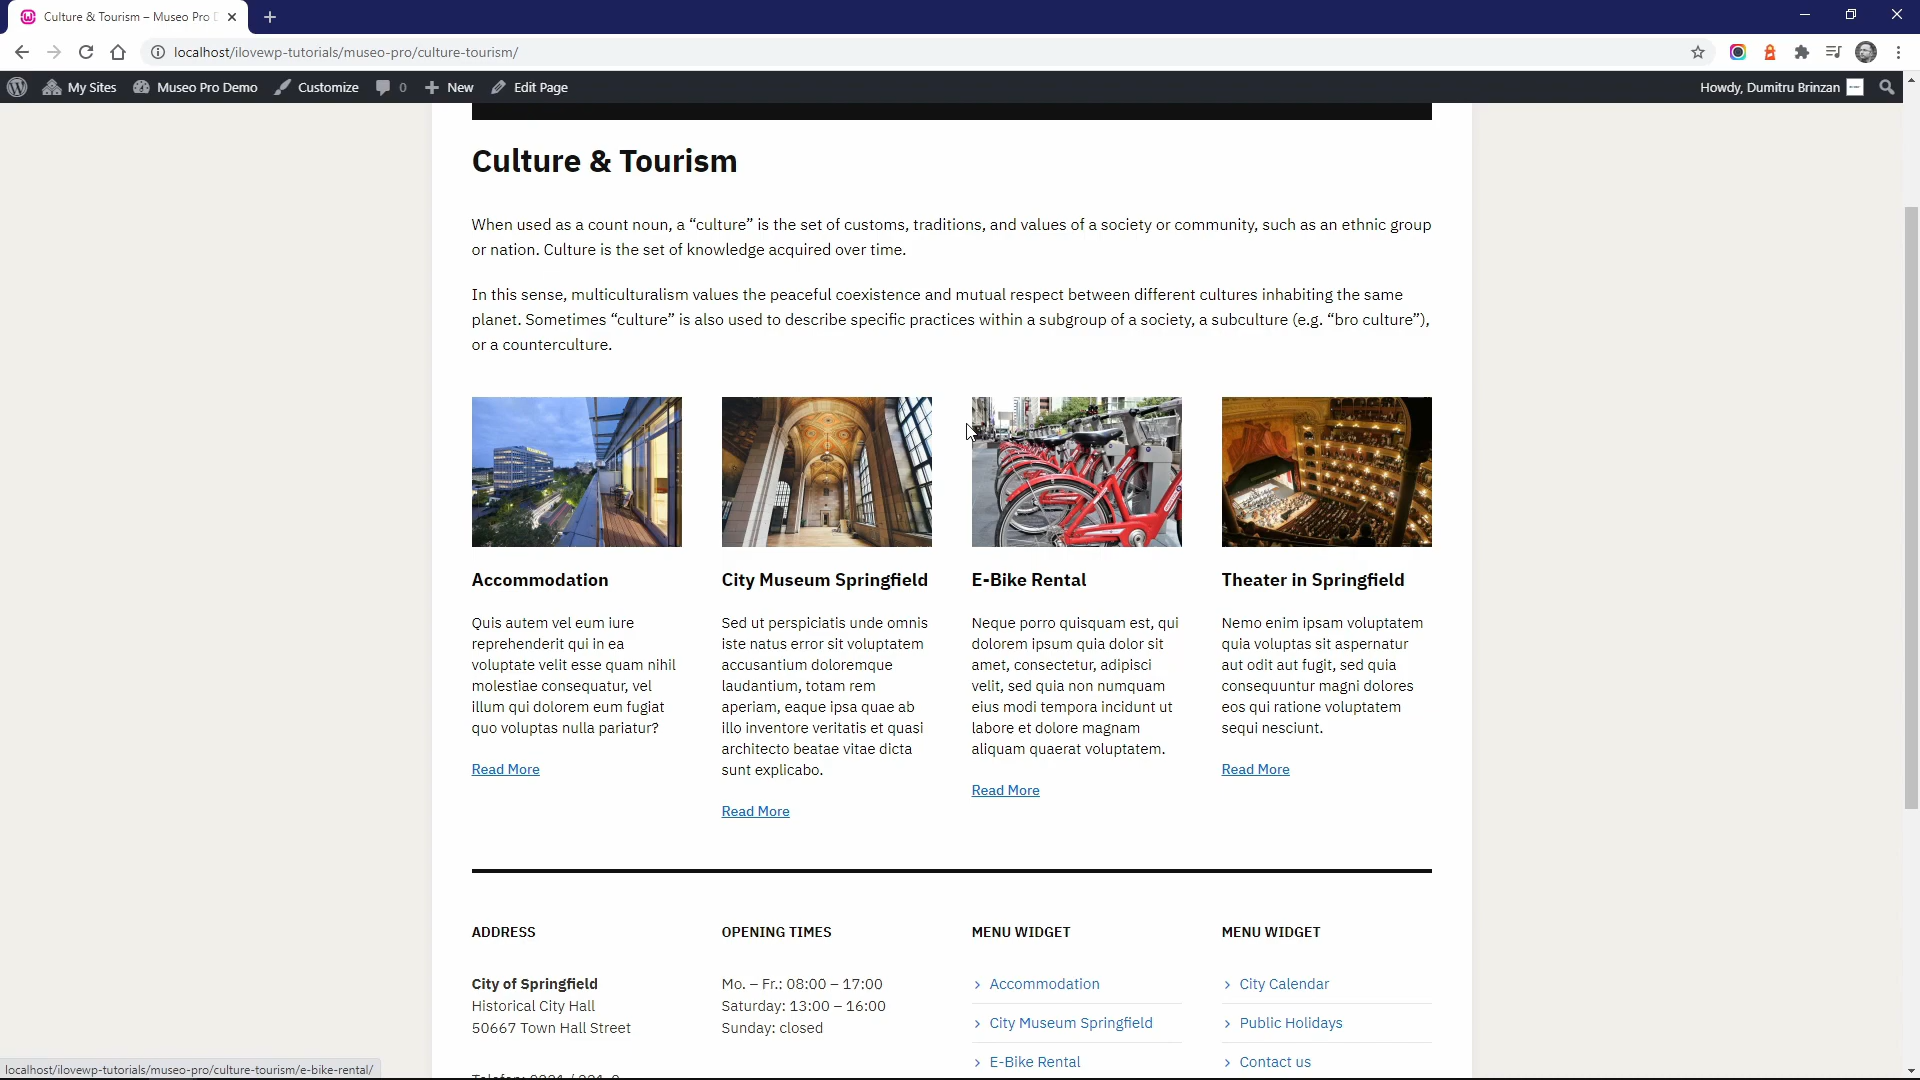 Culture & Tourism – Museo Pro D
localhost/ilovewp-tutorials/museo-pro/culture-tourism/
My Sites Museo Pro Demo Customize 0 New Edit Page Howdy, Dumitru Brinzan
Culture & Tourism
When used as a count noun, a “culture” is the set of customs, traditions, and values of a society or community, such as an ethnic group
or nation. Culture is the set of knowledge acquired over time.
In this sense, multiculturalism values the peaceful coexistence and mutual respect between different cultures inhabiting the same
planet. Sometimes “culture” is also used to describe specific practices within a subgroup of a society, a subculture (e.g. “bro culture”),
or a counterculture.
Accommodation
Quis autem vel eum iure
reprehenderit qui in ea
voluptate velit esse quam nihil
molestiae consequatur, vel
illum qui dolorem eum fugiat
quo voluptas nulla pariatur?
Read More
City Museum Springfield
Sed ut perspiciatis unde omnis
iste natus error sit voluptatem
accusantium doloremque
laudantium, totam rem
aperiam, eaque ipsa quae ab
illo inventore veritatis et quasi
architecto beatae vitae dicta
sunt explicabo.
Read More
E-Bike Rental
Neque porro quisquam est, qui
dolorem ipsum quia dolor sit
amet, consectetur, adipisci
velit, sed quia non numquam
eius modi tempora incidunt ut
labore et dolore magnam
aliquam quaerat voluptatem.
Read More
Theater in Springfield
Nemo enim ipsam voluptatem
quia voluptas sit aspernatur
aut odit aut fugit, sed quia
consequuntur magni dolores
eos qui ratione voluptatem
sequi nesciunt.
Read More
ADDRESS
City of Springfield
Historical City Hall
50667 Town Hall Street
OPENING TIMES
Mo. – Fr.: 08:00 – 17:00
Saturday: 13:00 – 16:00
Sunday: closed
MENU WIDGET
Accommodation
City Museum Springfield
E-Bike Rental
MENU WIDGET
City Calendar
Public Holidays
Contact us
localhost/ilovewp-tutorials/museo-pro/culture-tourism/e-bike-rental/